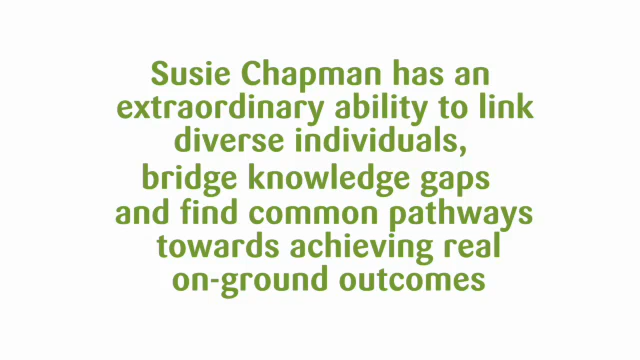 Susie Chapman has an
extraordinary ability to link
diverse individuals,
bridge knowledge gaps
and find common pathways
towards achieving real
on-ground outcomes